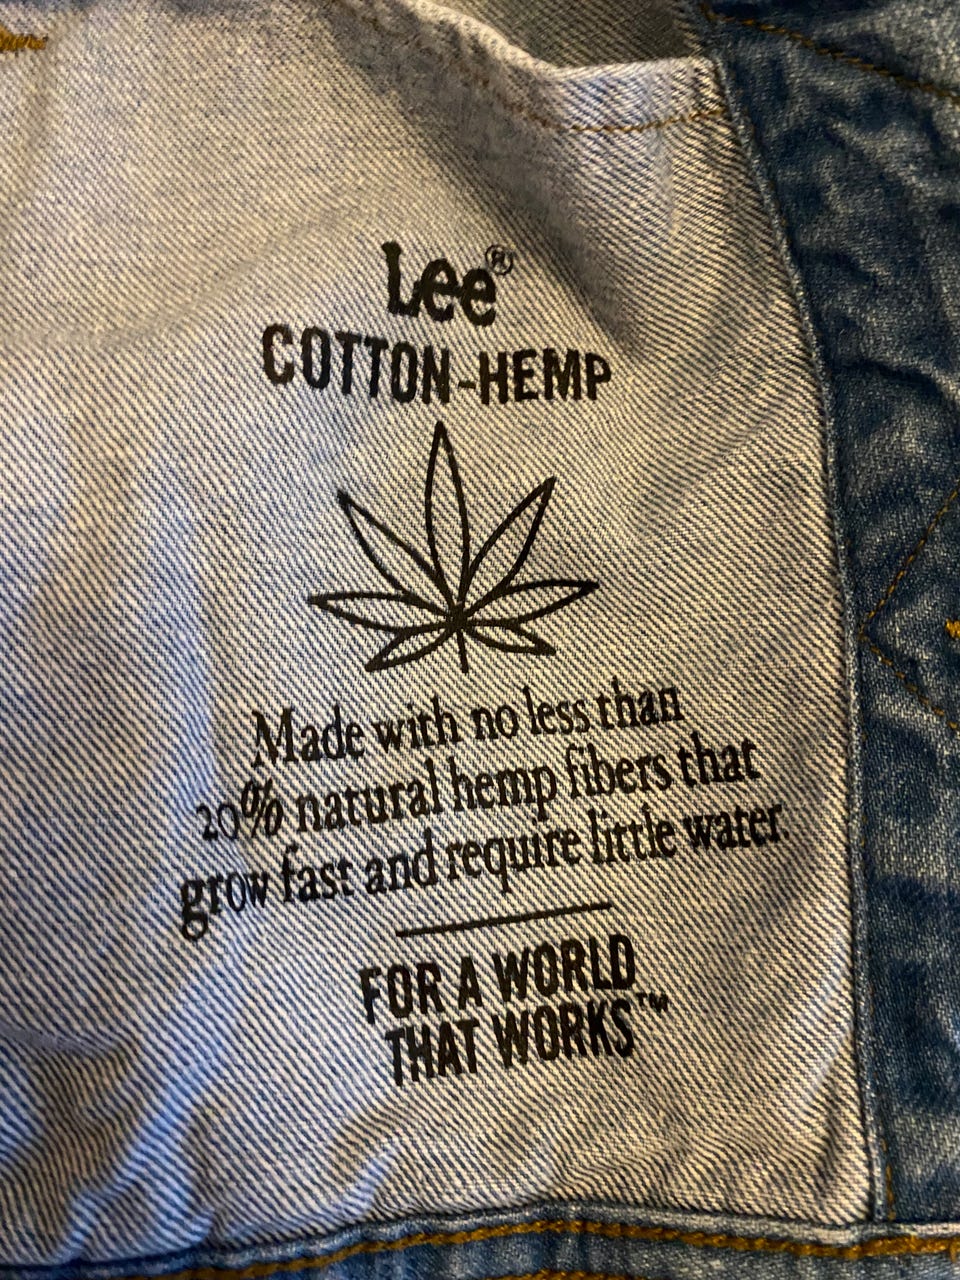 Lee®
COTTON-HEMP
Made with no less than
20% natural hemp fibers that
grow fast and require little water.
FOR A WORLD
THAT WORKS™